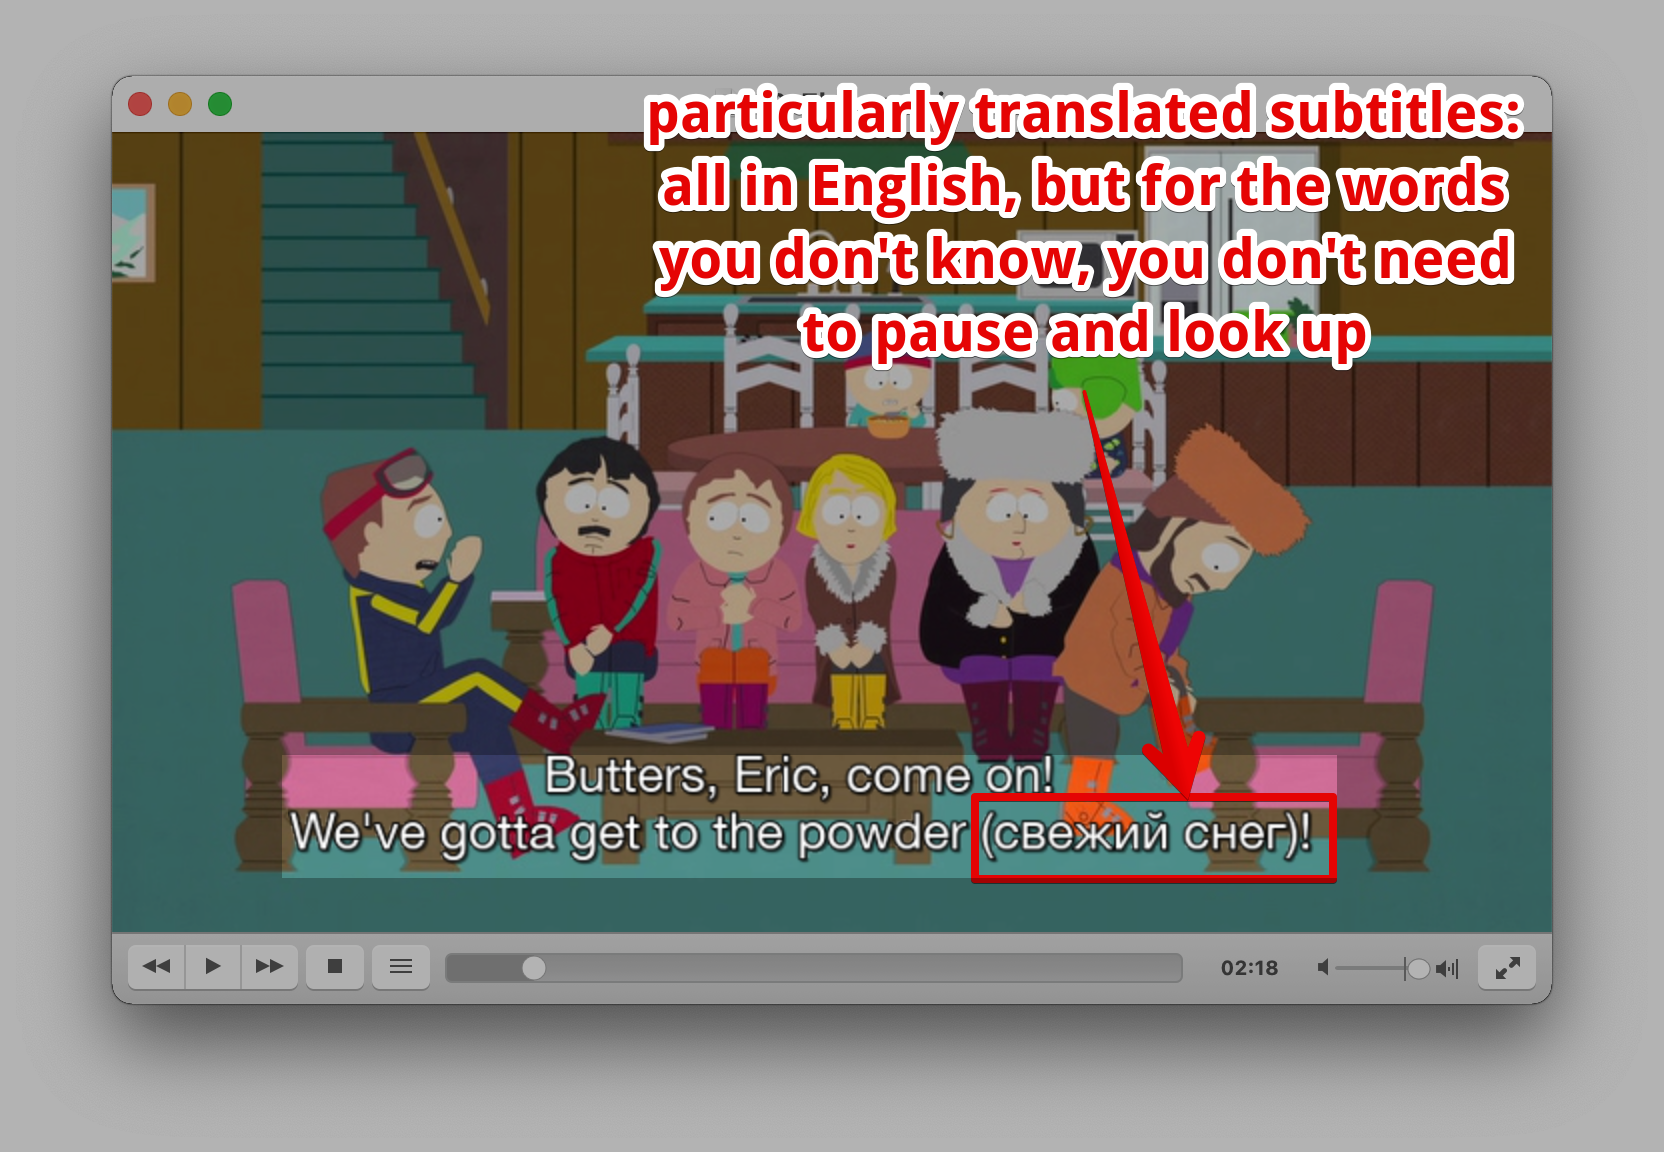 particularly translated subtitles:
all in English, but for the words
you don't know, you don't need
to pause and look up
Butters, Eric, come on!
We've gotta get to the powder (свежий снег)!
02:18